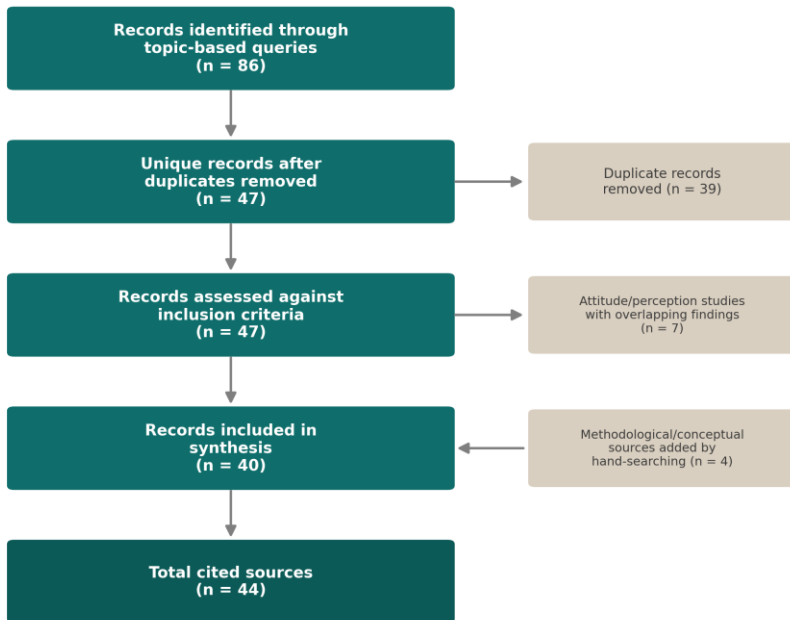 Records identified through
topic-based queries
(n = 86)
Unique records after
duplicates removed
(n = 47)
Duplicate records
removed (n = 39)
Records assessed against
inclusion criteria
(n = 47)
Attitude/perception studies
with overlapping findings
(n = 7)
Records included in
synthesis
(n = 40)
Methodological/conceptual
sources added by
hand-searching (n = 4)
Total cited sources
(n = 44)